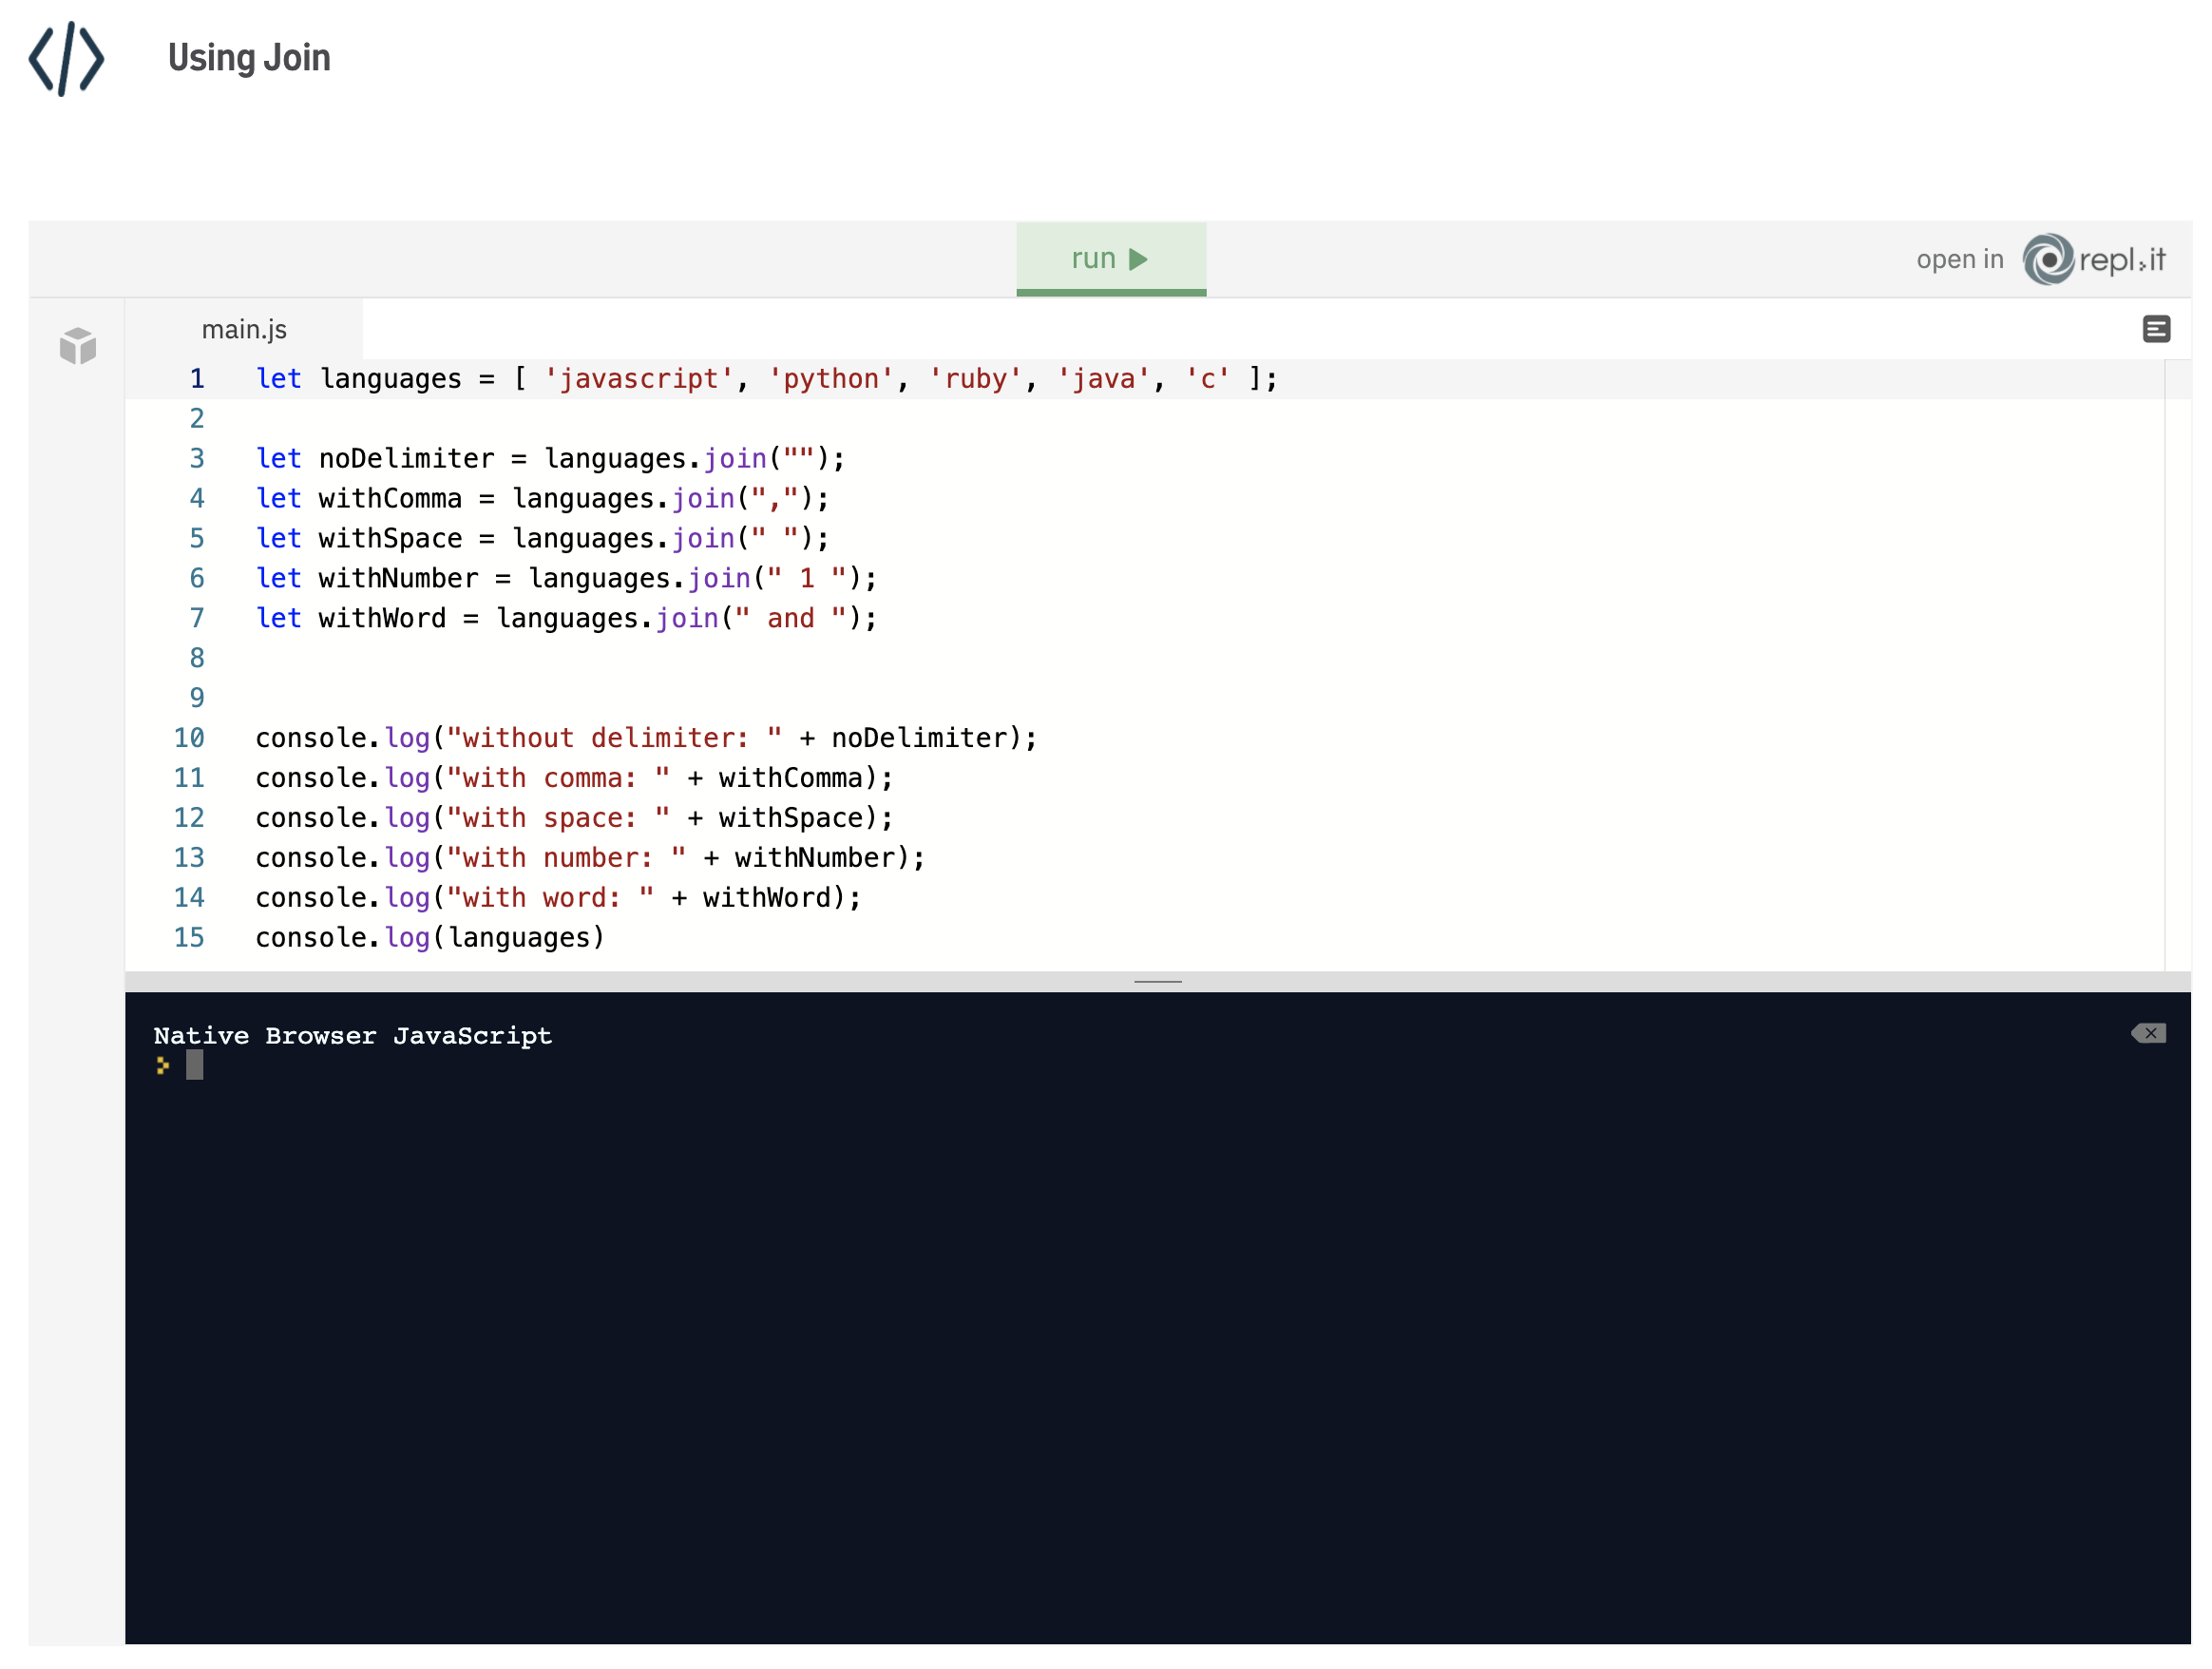 </> Using Join
run
open in repl.it
main.js
1 let languages = [ 'javascript', 'python', 'ruby', 'java', 'c' ];
2
3 let noDelimiter = languages.join("");
4 let withComma = languages.join(",");
5 let withSpace = languages.join(" ");
6 let withNumber = languages.join(" 1 ");
7 let withWord = languages.join(" and ");
8
9
10 console.log("without delimiter: " + noDelimiter);
11 console.log("with comma: " + withComma);
12 console.log("with space: " + withSpace);
13 console.log("with number: " + withNumber);
14 console.log("with word: " + withWord);
15 console.log(languages)
Native Browser JavaScript
>